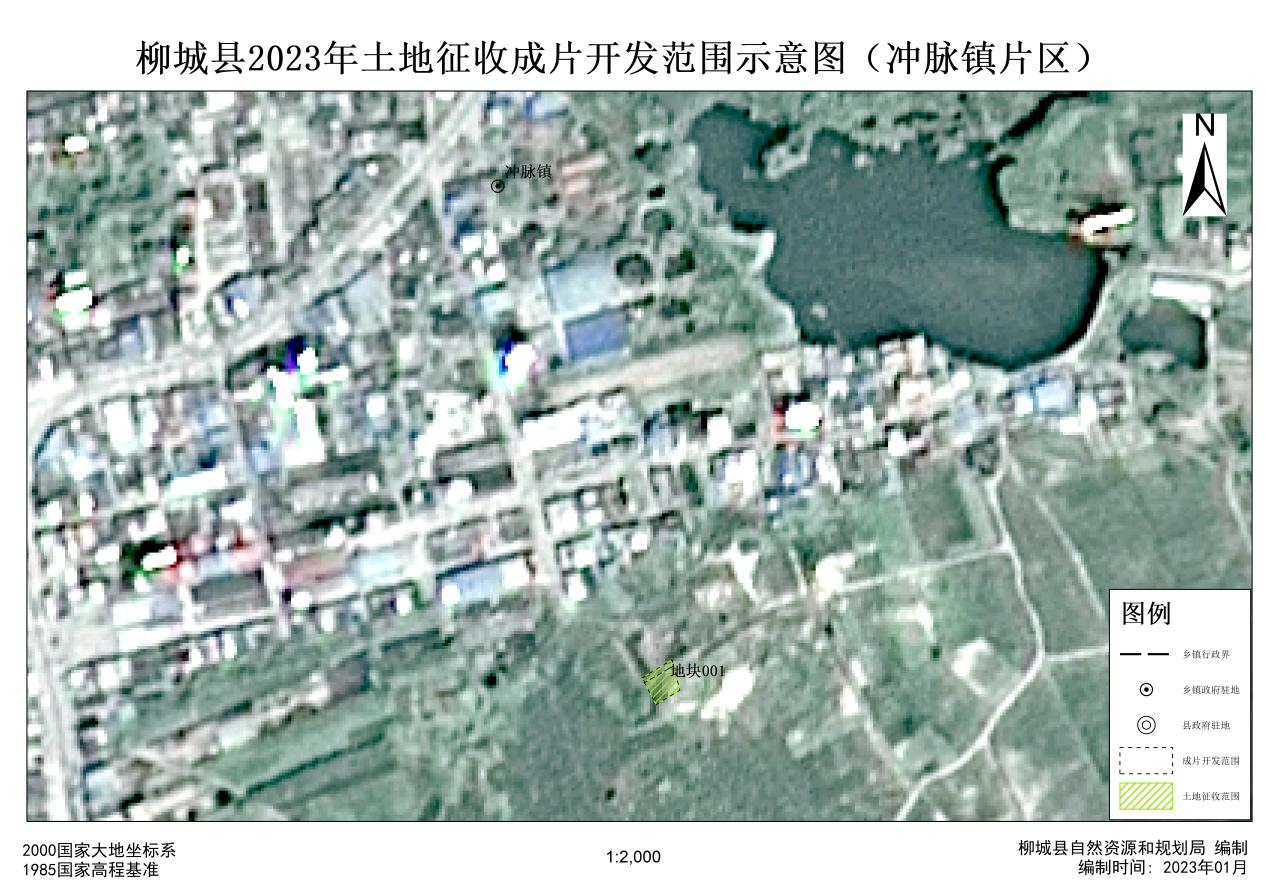 柳城县2023年土地征收成片开发范围示意图（冲脉镇片区）
N
冲脉镇
地块001
图例
乡镇行政界
乡镇政府驻地
县政府驻地
成片开发范围
土地征收范围
2000国家大地坐标系
1985国家高程基准
1:2,000
柳城县自然资源和规划局 编制
编制时间：2023年01月